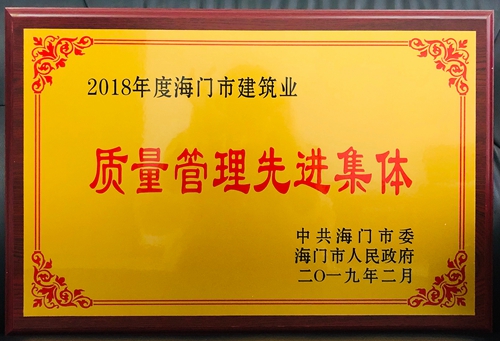 2018年度海门市建筑业
质量管理先进集体
中共海门市委
海门市人民政府
二〇一九年二月